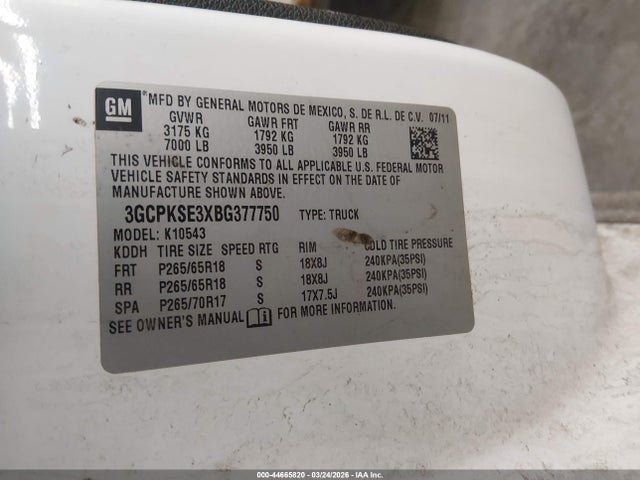 GM ® MFD BY GENERAL MOTORS DE MEXICO, S. DE R.L. DE C.V. 07/11
GVWR GAWR FRT GAWR RR
3175 KG 1792 KG 1792 KG
7000 LB 3950 LB 3950 LB
THIS VEHICLE CONFORMS TO ALL APPLICABLE U.S. FEDERAL MOTOR
VEHICLE SAFETY STANDARDS IN EFFECT ON THE DATE OF
MANUFACTURE SHOWN ABOVE.
3GCPKSE3XBG377750 TYPE: TRUCK
MODEL: K10543
KDDH TIRE SIZE SPEED RTG RIM COLD TIRE PRESSURE
FRT P265/65R18 S 18X8J 240KPA(35PSI)
RR P265/65R18 S 18X8J 240KPA(35PSI)
SPA P265/70R17 S 17X7.5J 240KPA(35PSI)
SEE OWNER'S MANUAL FOR MORE INFORMATION.
000-44665820 | 03/24/2026 | IAA Inc.